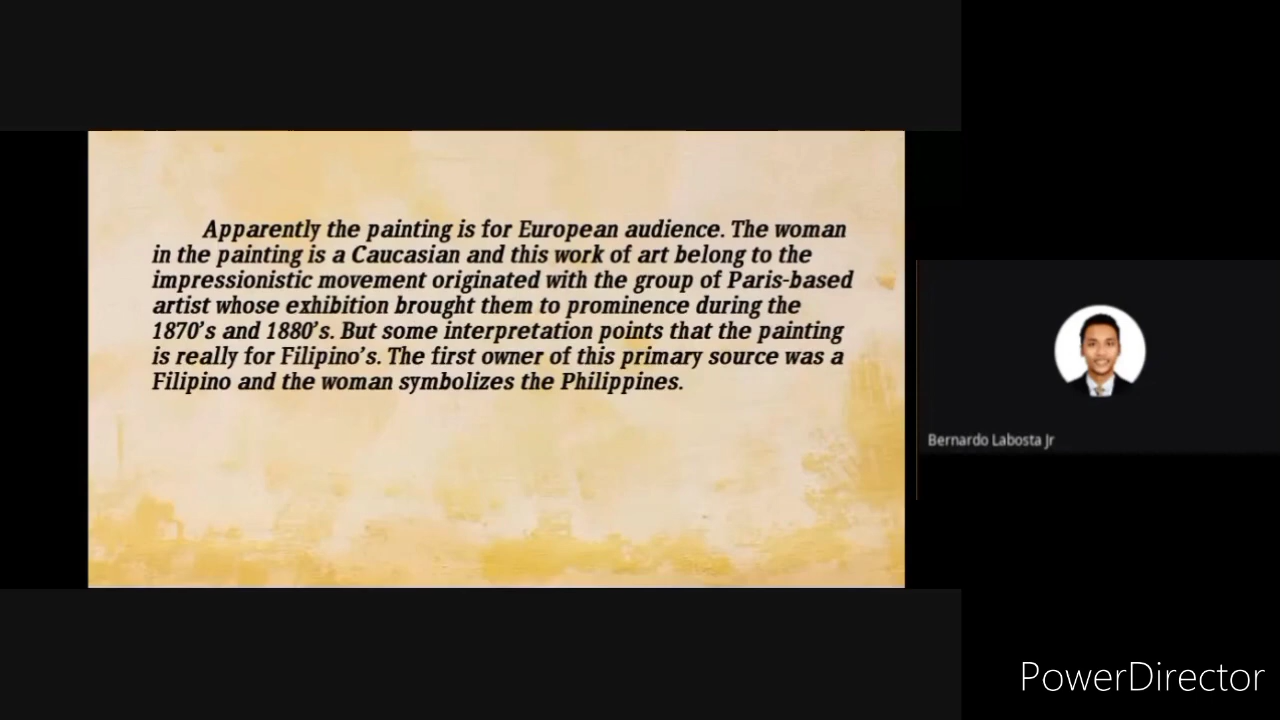 Apparently the painting is for European audience. The woman
in the painting is a Caucasian and this work of art belong to the
impressionistic movement originated with the group of Paris-based
artist whose exhibition brought them to prominence during the
1870's and 1880's. But some interpretation points that the painting
is really for Filipino's. The first owner of this primary source was a
Filipino and the woman symbolizes the Philippines.
Bernardo Labosta Jr
PowerDirector